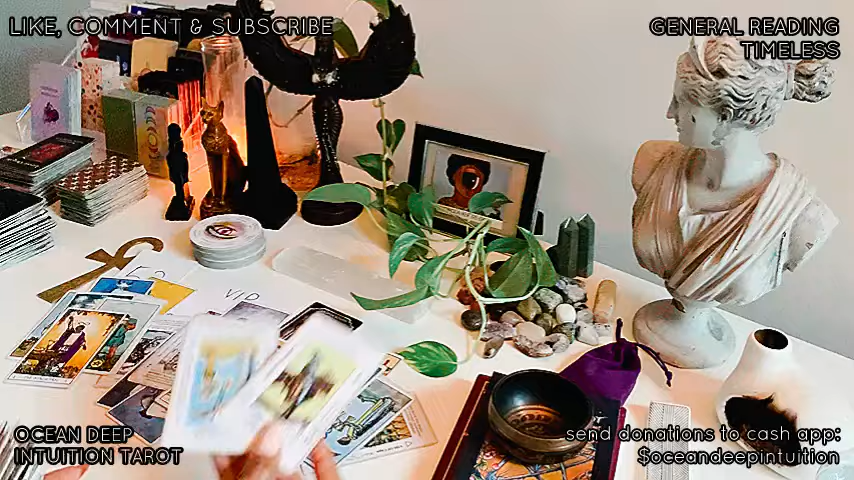 LIKE, COMMENT & SUBSCRIBE
GENERAL READING
TIMELESS
OCEAN DEEP
INTUITION TAROT
send donations to cash app:
$oceandeepintuition